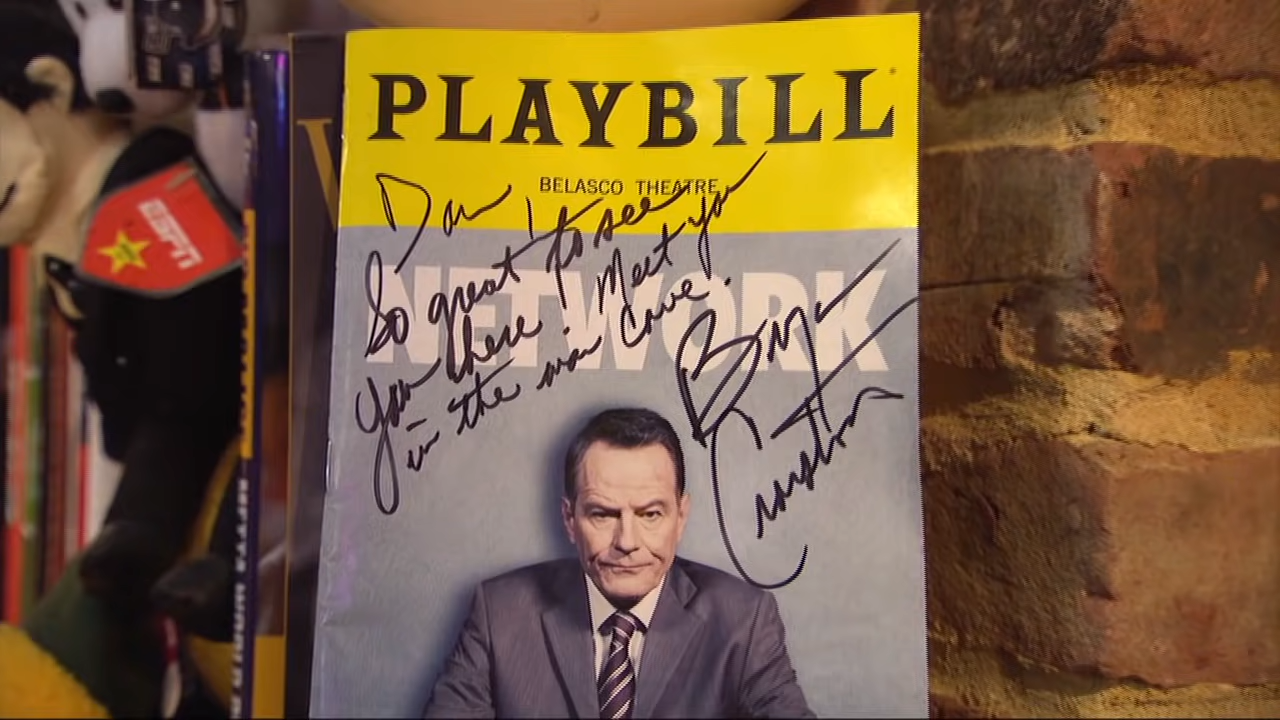 PLAYBILL
BELASCO THEATRE
NETWORK
Dan
So great to see
you there! Meet you
in the man cave!
Bryan
Cranston
ESPN